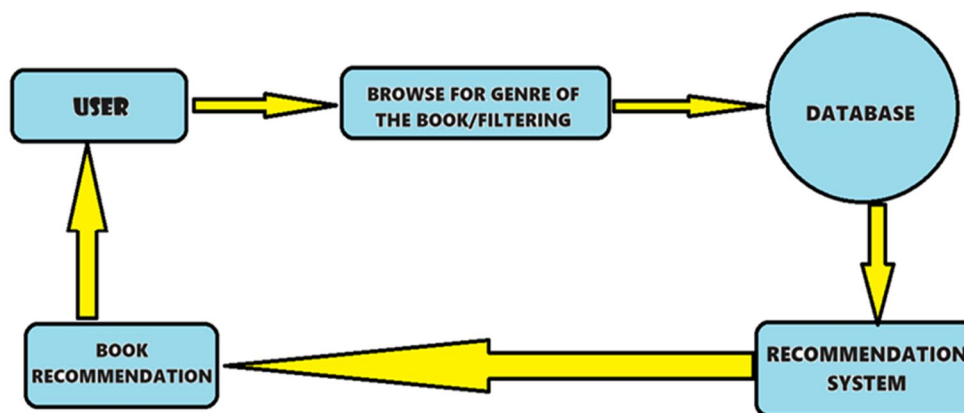 USER
BROWSE FOR GENRE OF
THE BOOK/FILTERING
DATABASE
RECOMMENDATION
SYSTEM
BOOK
RECOMMENDATION